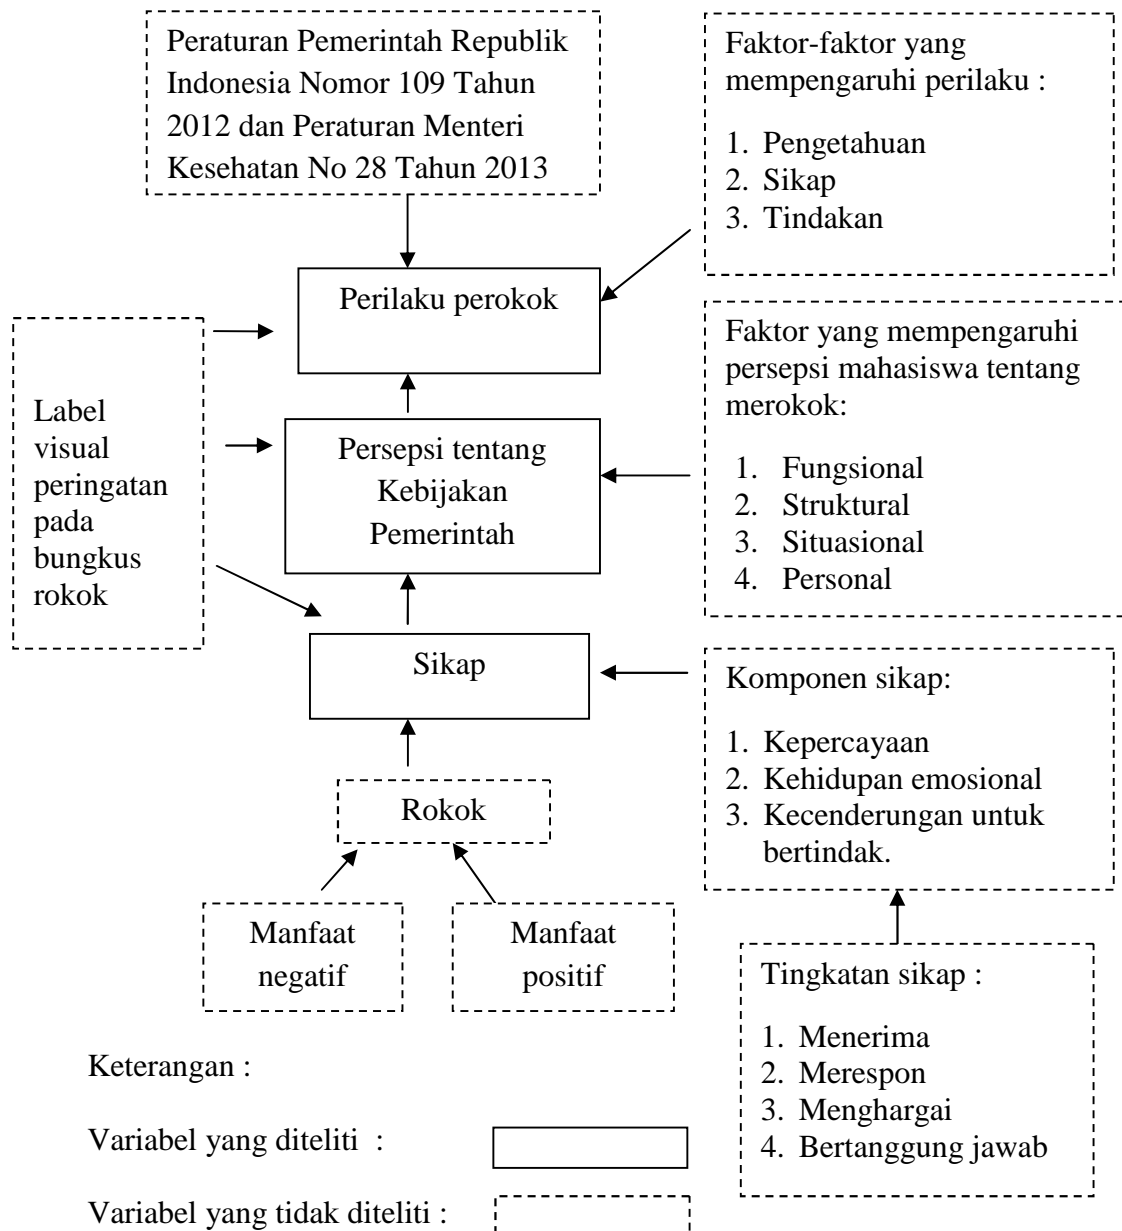 Peraturan Pemerintah Republik
Indonesia Nomor 109 Tahun
2012 dan Peraturan Menteri
Kesehatan No 28 Tahun 2013
Faktor-faktor yang
mempengaruhi perilaku :
1. Pengetahuan
2. Sikap
3. Tindakan
Perilaku perokok
Label
visual
peringatan
pada
bungkus
rokok
Persepsi tentang
Kebijakan
Pemerintah
Faktor yang mempengaruhi
persepsi mahasiswa tentang
merokok:
1. Fungsional
2. Struktural
3. Situasional
4. Personal
Sikap
Komponen sikap:
1. Kepercayaan
2. Kehidupan emosional
3. Kecenderungan untuk
bertindak.
Rokok
Manfaat
negatif
Manfaat
positif
Tingkatan sikap :
1. Menerima
2. Merespon
3. Menghargai
4. Bertanggung jawab
Keterangan :
Variabel yang diteliti :
Variabel yang tidak diteliti :